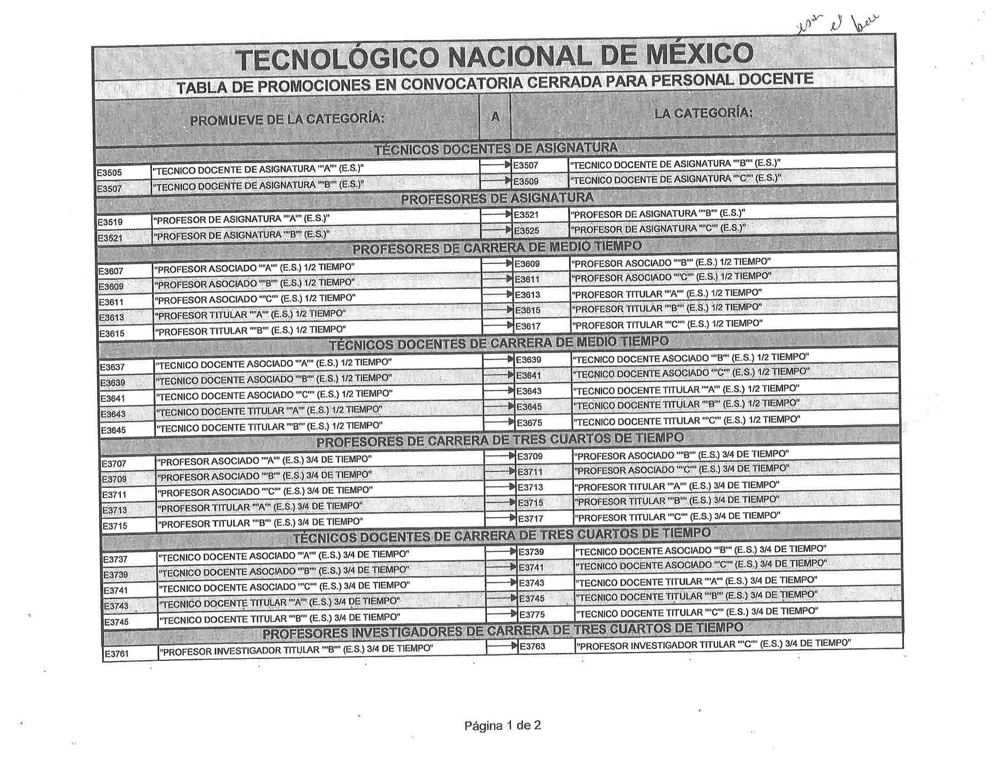 el
TECNOLÓGICO NACIONAL DE MÉXICO
TABLA DE PROMOCIONES EN CONVOCATORIA CERRADA PARA PERSONAL DOCENTE
PROMUEVE DE LA CATEGORÍA: A LA CATEGORÍA:
TÉCNICOS DOCENTES DE ASIGNATURA
E3505 "TECNICO DOCENTE DE ASIGNATURA ""A"" (E.S.)" E3507 "TECNICO DOCENTE DE ASIGNATURA ""B"" (E.S.)"
E3507 "TECNICO DOCENTE DE ASIGNATURA ""B"" (E.S.)" E3509 "TECNICO DOCENTE DE ASIGNATURA ""C"" (E.S.)"
PROFESORES DE ASIGNATURA
E3519 "PROFESOR DE ASIGNATURA ""A"" (E.S.)" E3521 "PROFESOR DE ASIGNATURA ""B"" (E.S.)"
E3521 "PROFESOR DE ASIGNATURA ""B"" (E.S.)" E3525 "PROFESOR DE ASIGNATURA ""C"" (E.S.)"
PROFESORES DE CARRERA DE MEDIO TIEMPO
E3607 "PROFESOR ASOCIADO ""A"" (E.S.) 1/2 TIEMPO" E3609 "PROFESOR ASOCIADO ""B"" (E.S.) 1/2 TIEMPO"
E3609 "PROFESOR ASOCIADO ""B"" (E.S.) 1/2 TIEMPO" E3611 "PROFESOR ASOCIADO ""C"" (E.S.) 1/2 TIEMPO"
E3611 "PROFESOR ASOCIADO ""C"" (E.S.) 1/2 TIEMPO" E3613 "PROFESOR TITULAR ""A"" (E.S.) 1/2 TIEMPO"
E3613 "PROFESOR TITULAR ""A"" (E.S.) 1/2 TIEMPO" E3615 "PROFESOR TITULAR ""B"" (E.S.) 1/2 TIEMPO"
E3615 "PROFESOR TITULAR ""B"" (E.S.) 1/2 TIEMPO" E3617 "PROFESOR TITULAR ""C"" (E.S.) 1/2 TIEMPO"
TÉCNICOS DOCENTES DE CARRERA DE MEDIO TIEMPO
E3637 "TECNICO DOCENTE ASOCIADO ""A"" (E.S.) 1/2 TIEMPO" E3639 "TECNICO DOCENTE ASOCIADO ""B"" (E.S.) 1/2 TIEMPO"
E3639 "TECNICO DOCENTE ASOCIADO ""B"" (E.S.) 1/2 TIEMPO" E3641 "TECNICO DOCENTE ASOCIADO ""C"" (E.S.) 1/2 TIEMPO"
E3641 "TECNICO DOCENTE ASOCIADO ""C"" (E.S.) 1/2 TIEMPO" E3643 "TECNICO DOCENTE TITULAR ""A"" (E.S.) 1/2 TIEMPO"
E3643 "TECNICO DOCENTE TITULAR ""A"" (E.S.) 1/2 TIEMPO" E3645 "TECNICO DOCENTE TITULAR ""B"" (E.S.) 1/2 TIEMPO"
E3645 "TECNICO DOCENTE TITULAR ""B"" (E.S.) 1/2 TIEMPO" E3675 "TECNICO DOCENTE TITULAR ""C"" (E.S.) 1/2 TIEMPO"
PROFESORES DE CARRERA DE TRES CUARTOS DE TIEMPO
E3707 "PROFESOR ASOCIADO ""A"" (E.S.) 3/4 DE TIEMPO" E3709 "PROFESOR ASOCIADO ""B"" (E.S.) 3/4 DE TIEMPO"
E3709 "PROFESOR ASOCIADO ""B"" (E.S.) 3/4 DE TIEMPO" E3711 "PROFESOR ASOCIADO ""C"" (E.S.) 3/4 DE TIEMPO"
E3711 "PROFESOR ASOCIADO ""C"" (E.S.) 3/4 DE TIEMPO" E3713 "PROFESOR TITULAR ""A"" (E.S.) 3/4 DE TIEMPO"
E3713 "PROFESOR TITULAR ""A"" (E.S.) 3/4 DE TIEMPO" E3715 "PROFESOR TITULAR ""B"" (E.S.) 3/4 DE TIEMPO"
E3715 "PROFESOR TITULAR ""B"" (E.S.) 3/4 DE TIEMPO" E3717 "PROFESOR TITULAR ""C"" (E.S.) 3/4 DE TIEMPO"
TÉCNICOS DOCENTES DE CARRERA DE TRES CUARTOS DE TIEMPO
E3737 "TECNICO DOCENTE ASOCIADO ""A"" (E.S.) 3/4 DE TIEMPO" E3739 "TECNICO DOCENTE ASOCIADO ""B"" (E.S.) 3/4 DE TIEMPO"
E3739 "TECNICO DOCENTE ASOCIADO ""B"" (E.S.) 3/4 DE TIEMPO" E3741 "TECNICO DOCENTE ASOCIADO ""C"" (E.S.) 3/4 DE TIEMPO"
E3741 "TECNICO DOCENTE ASOCIADO ""C"" (E.S.) 3/4 DE TIEMPO" E3743 "TECNICO DOCENTE TITULAR ""A"" (E.S.) 3/4 DE TIEMPO"
E3743 "TECNICO DOCENTE TITULAR ""A"" (E.S.) 3/4 DE TIEMPO" E3745 "TECNICO DOCENTE TITULAR ""B"" (E.S.) 3/4 DE TIEMPO"
E3745 "TECNICO DOCENTE TITULAR ""B"" (E.S.) 3/4 DE TIEMPO" E3775 "TECNICO DOCENTE TITULAR ""C"" (E.S.) 3/4 DE TIEMPO"
PROFESORES INVESTIGADORES DE CARRERA DE TRES CUARTOS DE TIEMPO
E3761 "PROFESOR INVESTIGADOR TITULAR ""B"" (E.S.) 3/4 DE TIEMPO" E3763 "PROFESOR INVESTIGADOR TITULAR ""C"" (E.S.) 3/4 DE TIEMPO"
Página 1 de 2